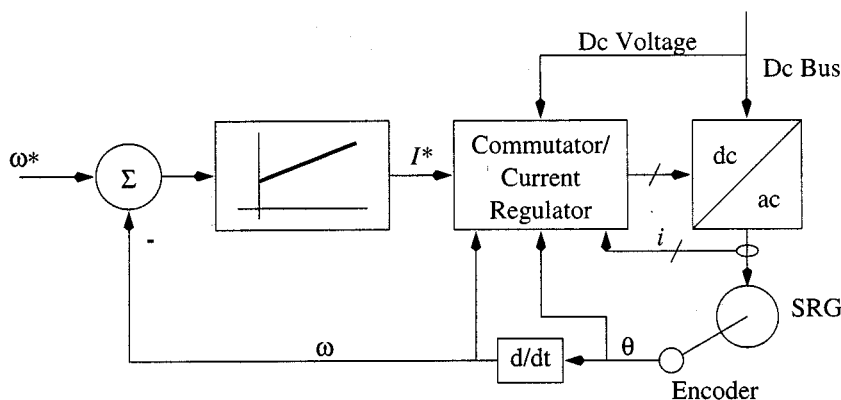 Dc Voltage
Dc Bus
ω*
Σ
-
I*
Commutator/
Current
Regulator
dc
ac
i
SRG
ω
d/dt
θ
Encoder